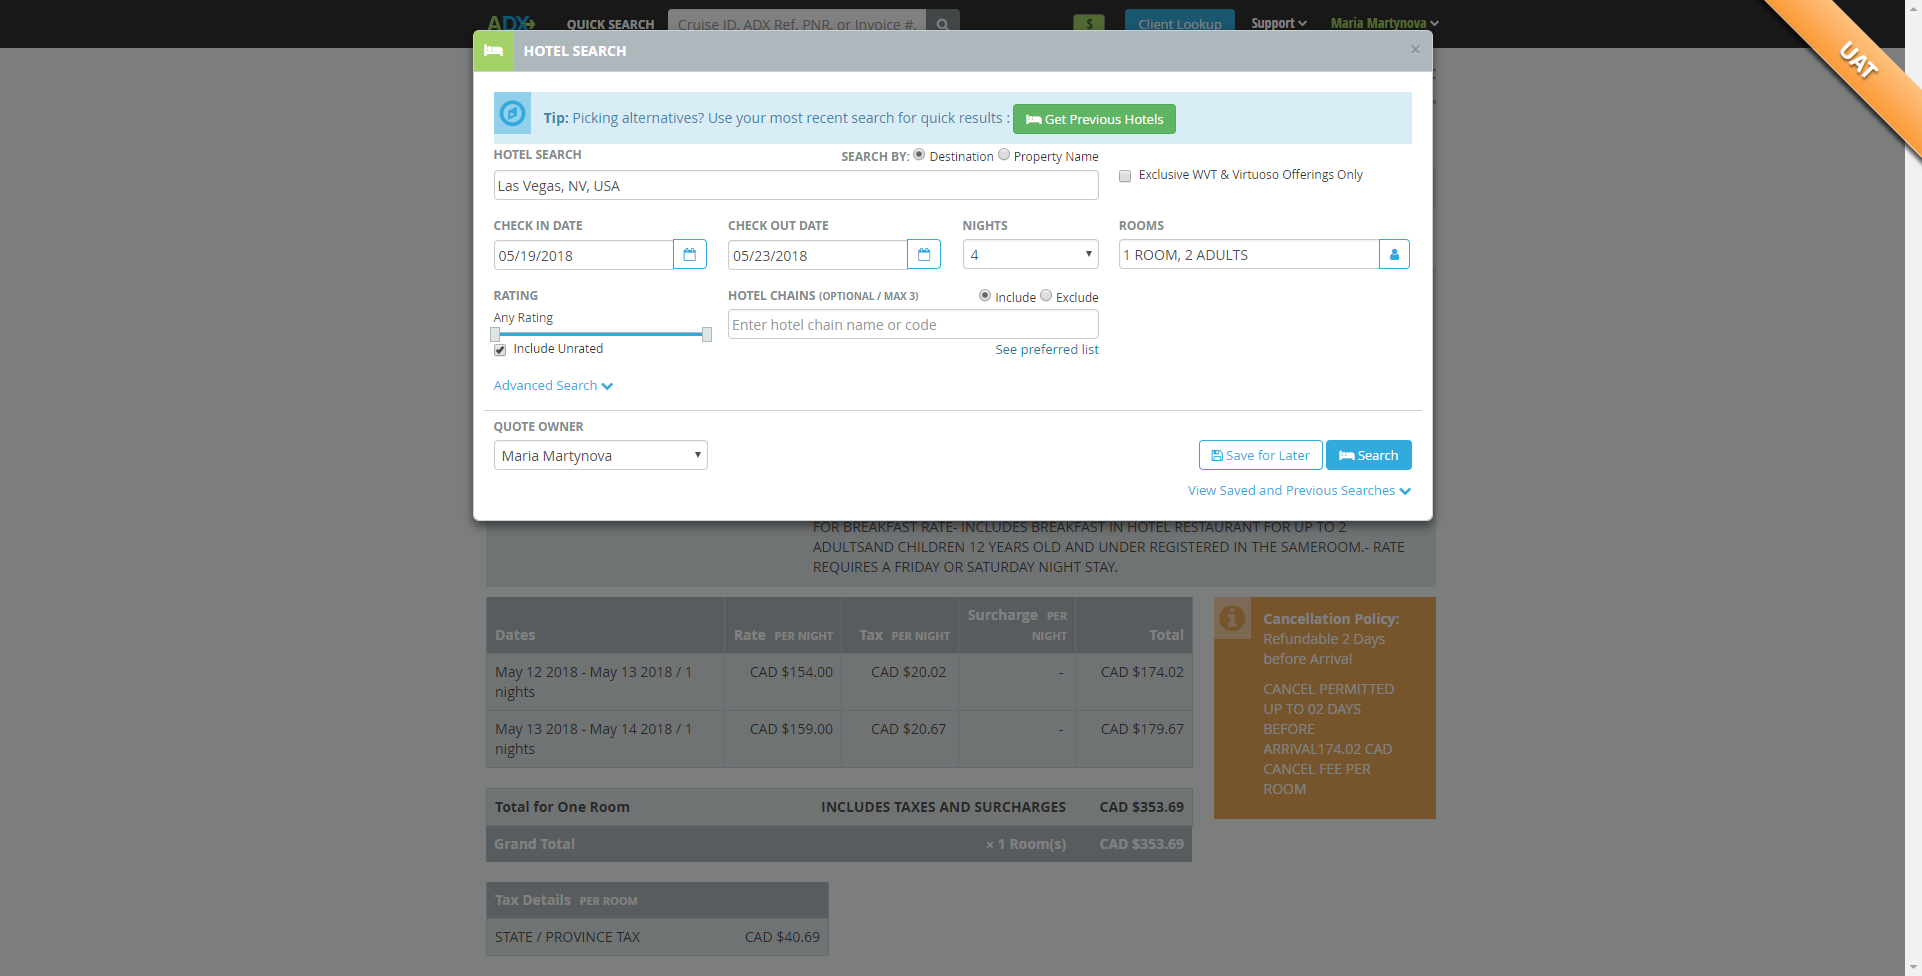 ADX
QUICK SEARCH
Cruise ID, ADX Ref, PNR, or Invoice #.
$
Client Lookup
Support
Maria Martynova
UAT
HOTEL SEARCH
×
Tip: Picking alternatives? Use your most recent search for quick results :
Get Previous Hotels
HOTEL SEARCH
SEARCH BY: Destination Property Name
Las Vegas, NV, USA
Exclusive WVT & Virtuoso Offerings Only
CHECK IN DATE
CHECK OUT DATE
NIGHTS
ROOMS
05/19/2018
05/23/2018
4
1 ROOM, 2 ADULTS
RATING
HOTEL CHAINS (OPTIONAL / MAX 3)
Include Exclude
Any Rating
Enter hotel chain name or code
Include Unrated
See preferred list
Advanced Search
QUOTE OWNER
Maria Martynova
Save for Later
Search
View Saved and Previous Searches
FOR BREAKFAST RATE- INCLUDES BREAKFAST IN HOTEL RESTAURANT FOR UP TO 2
ADULTSAND CHILDREN 12 YEARS OLD AND UNDER REGISTERED IN THE SAMEROOM.- RATE
REQUIRES A FRIDAY OR SATURDAY NIGHT STAY.
Dates
Rate PER NIGHT
Tax PER NIGHT
Surcharge PER
NIGHT
Total
May 12 2018 - May 13 2018 / 1
nights
CAD $154.00
CAD $20.02
-
CAD $174.02
May 13 2018 - May 14 2018 / 1
nights
CAD $159.00
CAD $20.67
-
CAD $179.67
Total for One Room
INCLUDES TAXES AND SURCHARGES
CAD $353.69
Grand Total
× 1 Room(s)
CAD $353.69
Tax Details PER ROOM
STATE / PROVINCE TAX
CAD $40.69
Cancellation Policy:
Refundable 2 Days
before Arrival
CANCEL PERMITTED
UP TO 02 DAYS
BEFORE
ARRIVAL174.02 CAD
CANCEL FEE PER
ROOM